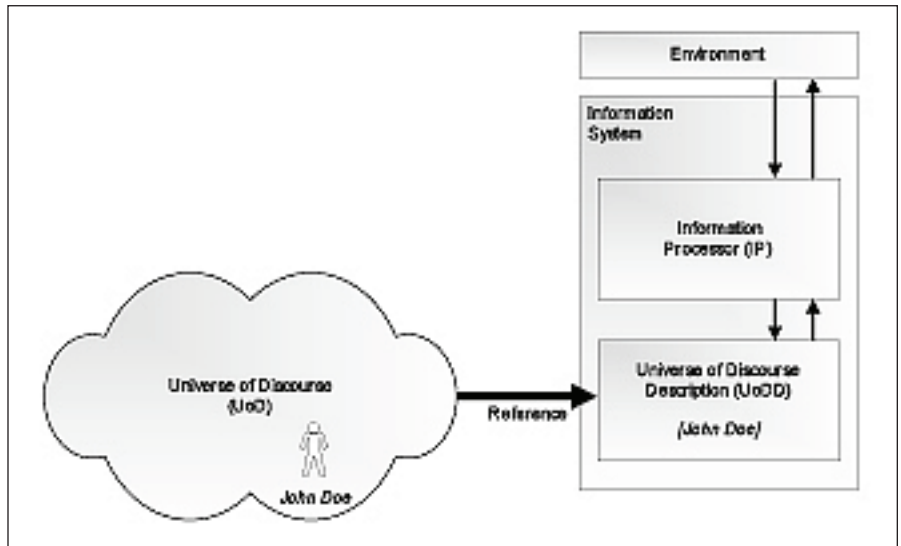 Environment
Information
System
Information
Processor (IP)
Universe of Discourse
(UoD)
John Doe
Reference
Universe of Discourse
Description (UoDD)
(John Doe)